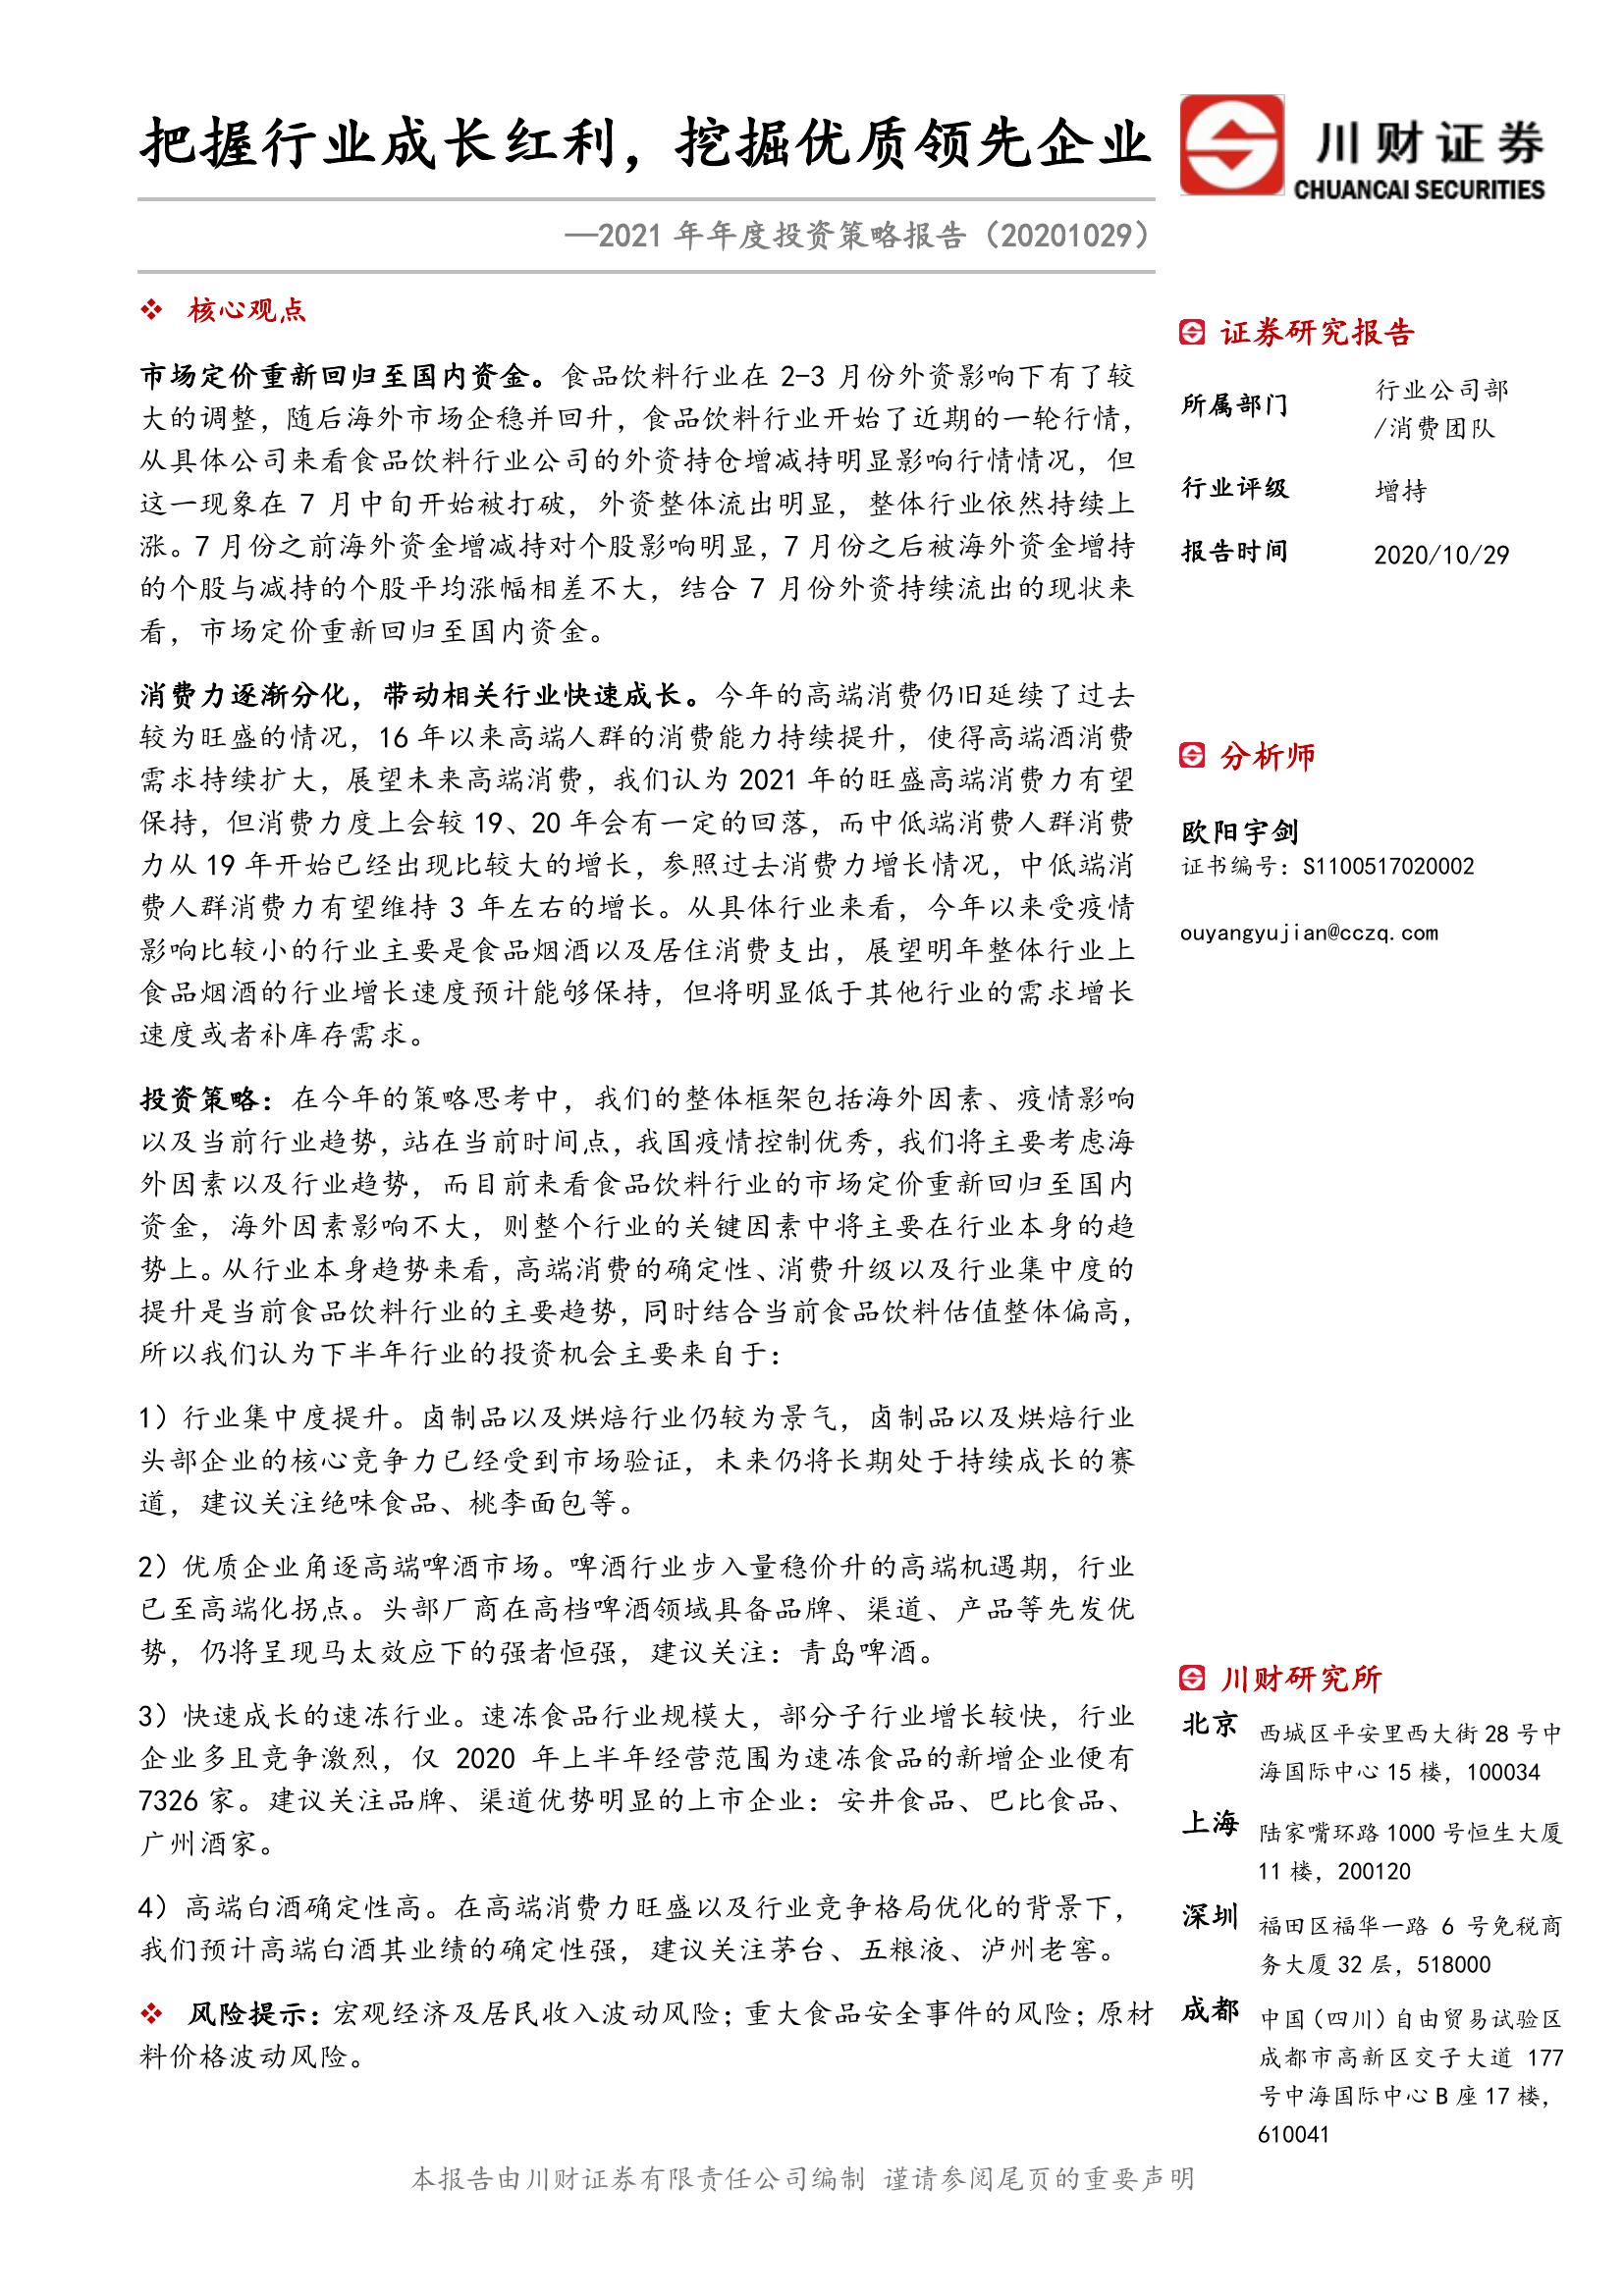 把握行业成长红利，挖掘优质领先企业
—2021 年年度投资策略报告（20201029）
川财证券
CHUANCAI SECURITIES
❖ 核心观点
市场定价重新回归至国内资金。食品饮料行业在 2-3 月份外资影响下有了较
大的调整，随后海外市场企稳并回升，食品饮料行业开始了近期的一轮行情，
从具体公司来看食品饮料行业公司的外资持仓增减持明显影响行情情况，但
这一现象在 7 月中旬开始被打破，外资整体流出明显，整体行业依然持续上
涨。7 月份之前海外资金增减持对个股影响明显，7 月份之后被海外资金增持
的个股与减持的个股平均涨幅相差不大，结合 7 月份外资持续流出的现状来
看，市场定价重新回归至国内资金。
消费力逐渐分化，带动相关行业快速成长。今年的高端消费仍旧延续了过去
较为旺盛的情况，16 年以来高端人群的消费能力持续提升，使得高端酒消费
需求持续扩大，展望未来高端消费，我们认为 2021 年的旺盛高端消费力有望
保持，但消费力度上会较 19、20 年会有一定的回落，而中低端消费人群消费
力从 19 年开始已经出现比较大的增长，参照过去消费力增长情况，中低端消
费人群消费力有望维持 3 年左右的增长。从具体行业来看，今年以来受疫情
影响比较小的行业主要是食品烟酒以及居住消费支出，展望明年整体行业上
食品烟酒的行业增长速度预计能够保持，但将明显低于其他行业的需求增长
速度或者补库存需求。
投资策略：在今年的策略思考中，我们的整体框架包括海外因素、疫情影响
以及当前行业趋势，站在当前时间点，我国疫情控制优秀，我们将主要考虑海
外因素以及行业趋势，而目前来看食品饮料行业的市场定价重新回归至国内
资金，海外因素影响不大，则整个行业的关键因素中将主要在行业本身的趋
势上。从行业本身趋势来看，高端消费的确定性、消费升级以及行业集中度的
提升是当前食品饮料行业的主要趋势，同时结合当前食品饮料估值整体偏高，
所以我们认为下半年行业的投资机会主要来自于：
1）行业集中度提升。卤制品以及烘焙行业仍较为景气，卤制品以及烘焙行业
头部企业的核心竞争力已经受到市场验证，未来仍将长期处于持续成长的赛
道，建议关注绝味食品、桃李面包等。
2）优质企业角逐高端啤酒市场。啤酒行业步入量稳价升的高端机遇期，行业
已至高端化拐点。头部厂商在高档啤酒领域具备品牌、渠道、产品等先发优
势，仍将呈现马太效应下的强者恒强，建议关注：青岛啤酒。
3）快速成长的速冻行业。速冻食品行业规模大，部分子行业增长较快，行业
企业多且竞争激烈，仅 2020 年上半年经营范围为速冻食品的新增企业便有
7326 家。建议关注品牌、渠道优势明显的上市企业：安井食品、巴比食品、
广州酒家。
4）高端白酒确定性高。在高端消费力旺盛以及行业竞争格局优化的背景下，
我们预计高端白酒其业绩的确定性强，建议关注茅台、五粮液、泸州老窖。
❖ 风险提示：宏观经济及居民收入波动风险；重大食品安全事件的风险；原材
料价格波动风险。
证券研究报告
所属部门 行业公司部
/消费团队
行业评级 增持
报告时间 2020/10/29
分析师
欧阳宇剑
证书编号：S1100517020002
ouyangyujian@cczq.com
川财研究所
北京 西城区平安里西大街 28 号中
海国际中心 15 楼，100034
上海 陆家嘴环路 1000 号恒生大厦
11 楼，200120
深圳 福田区福华一路 6 号免税商
务大厦 32 层，518000
成都 中国（四川）自由贸易试验区
成都市高新区交子大道 177
号中海国际中心 B 座 17 楼，
610041
本报告由川财证券有限责任公司编制 谨请参阅尾页的重要声明